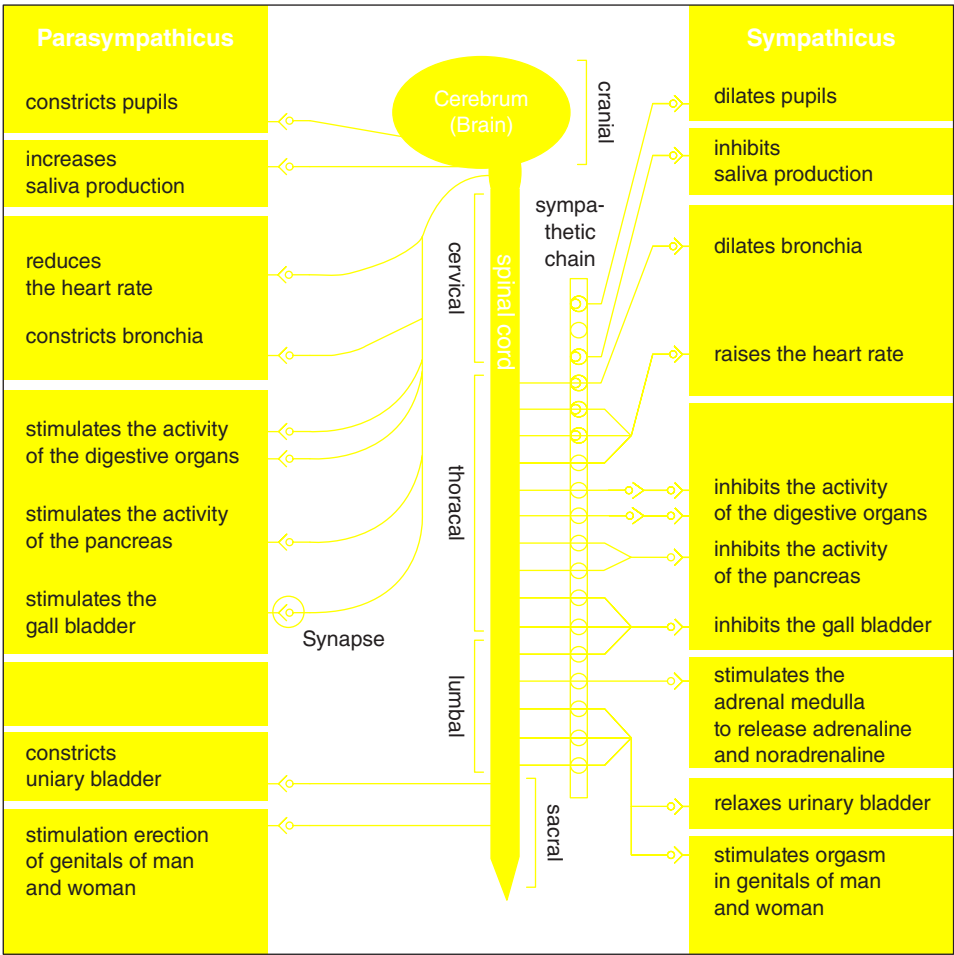 Parasympathicus
constricts pupils
increases
saliva production
reduces
the heart rate
constricts bronchia
stimulates the activity
of the digestive organs
stimulates the activity
of the pancreas
stimulates the
gall bladder
constricts
uniary bladder
stimulation erection
of genitals of man
and woman
Cerebrum
(Brain)
cranial
cervical
spinal cord
sympa-
thetic
chain
thoracal
Synapse
lumbal
sacral
Sympathicus
dilates pupils
inhibits
saliva production
dilates bronchia
raises the heart rate
inhibits the activity
of the digestive organs
inhibits the activity
of the pancreas
inhibits the gall bladder
stimulates the
adrenal medulla
to release adrenaline
and noradrenaline
relaxes urinary bladder
stimulates orgasm
in genitals of man
and woman